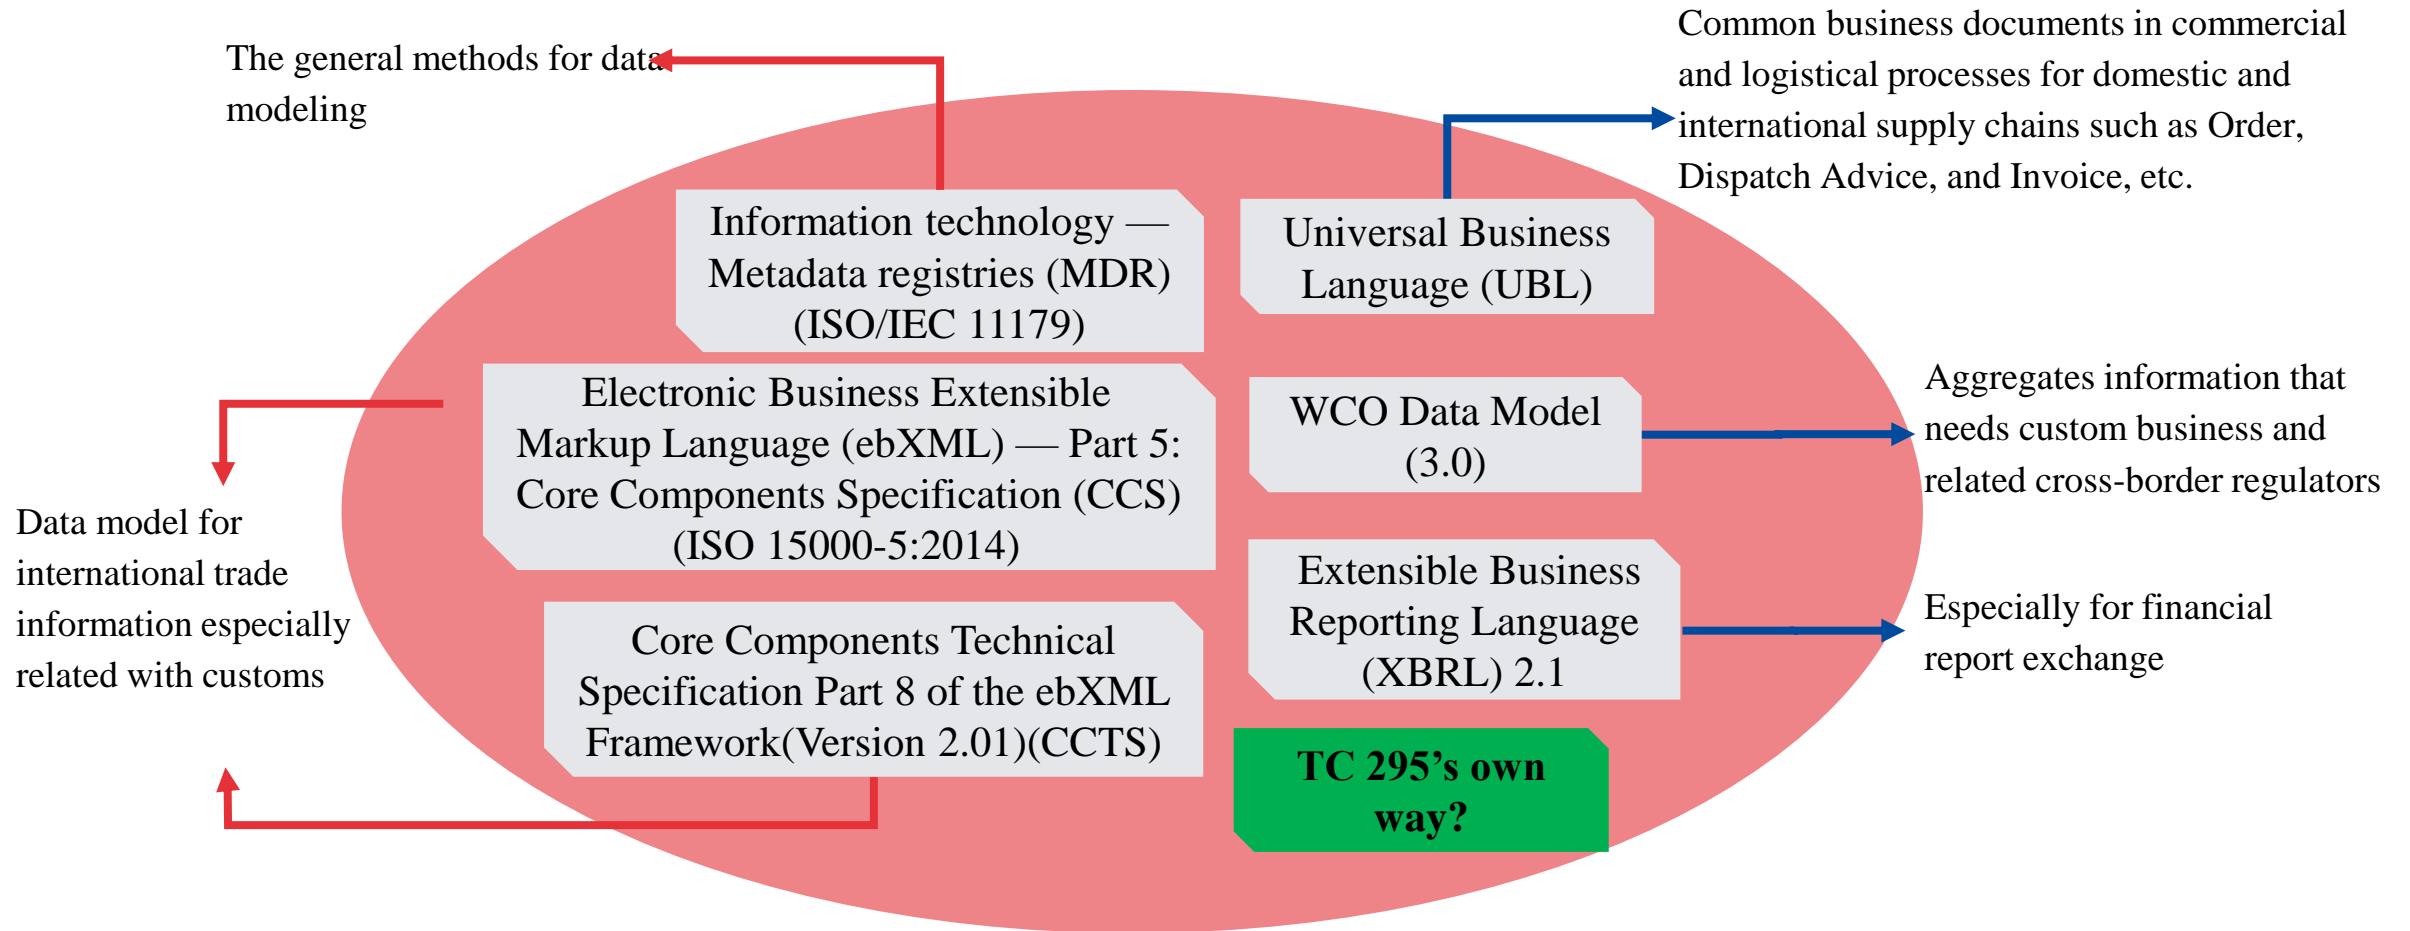 The general methods for data
modeling
Common business documents in commercial
and logistical processes for domestic and
international supply chains such as Order,
Dispatch Advice, and Invoice, etc.
Information technology —
Metadata registries (MDR)
(ISO/IEC 11179)
Universal Business
Language (UBL)
Electronic Business Extensible
Markup Language (ebXML) — Part 5:
Core Components Specification (CCS)
(ISO 15000-5:2014)
WCO Data Model
(3.0)
Aggregates information that
needs custom business and
related cross-border regulators
Data model for
international trade
information especially
related with customs
Core Components Technical
Specification Part 8 of the ebXML
Framework(Version 2.01)(CCTS)
Extensible Business
Reporting Language
(XBRL) 2.1
Especially for financial
report exchange
TC 295’s own
way?